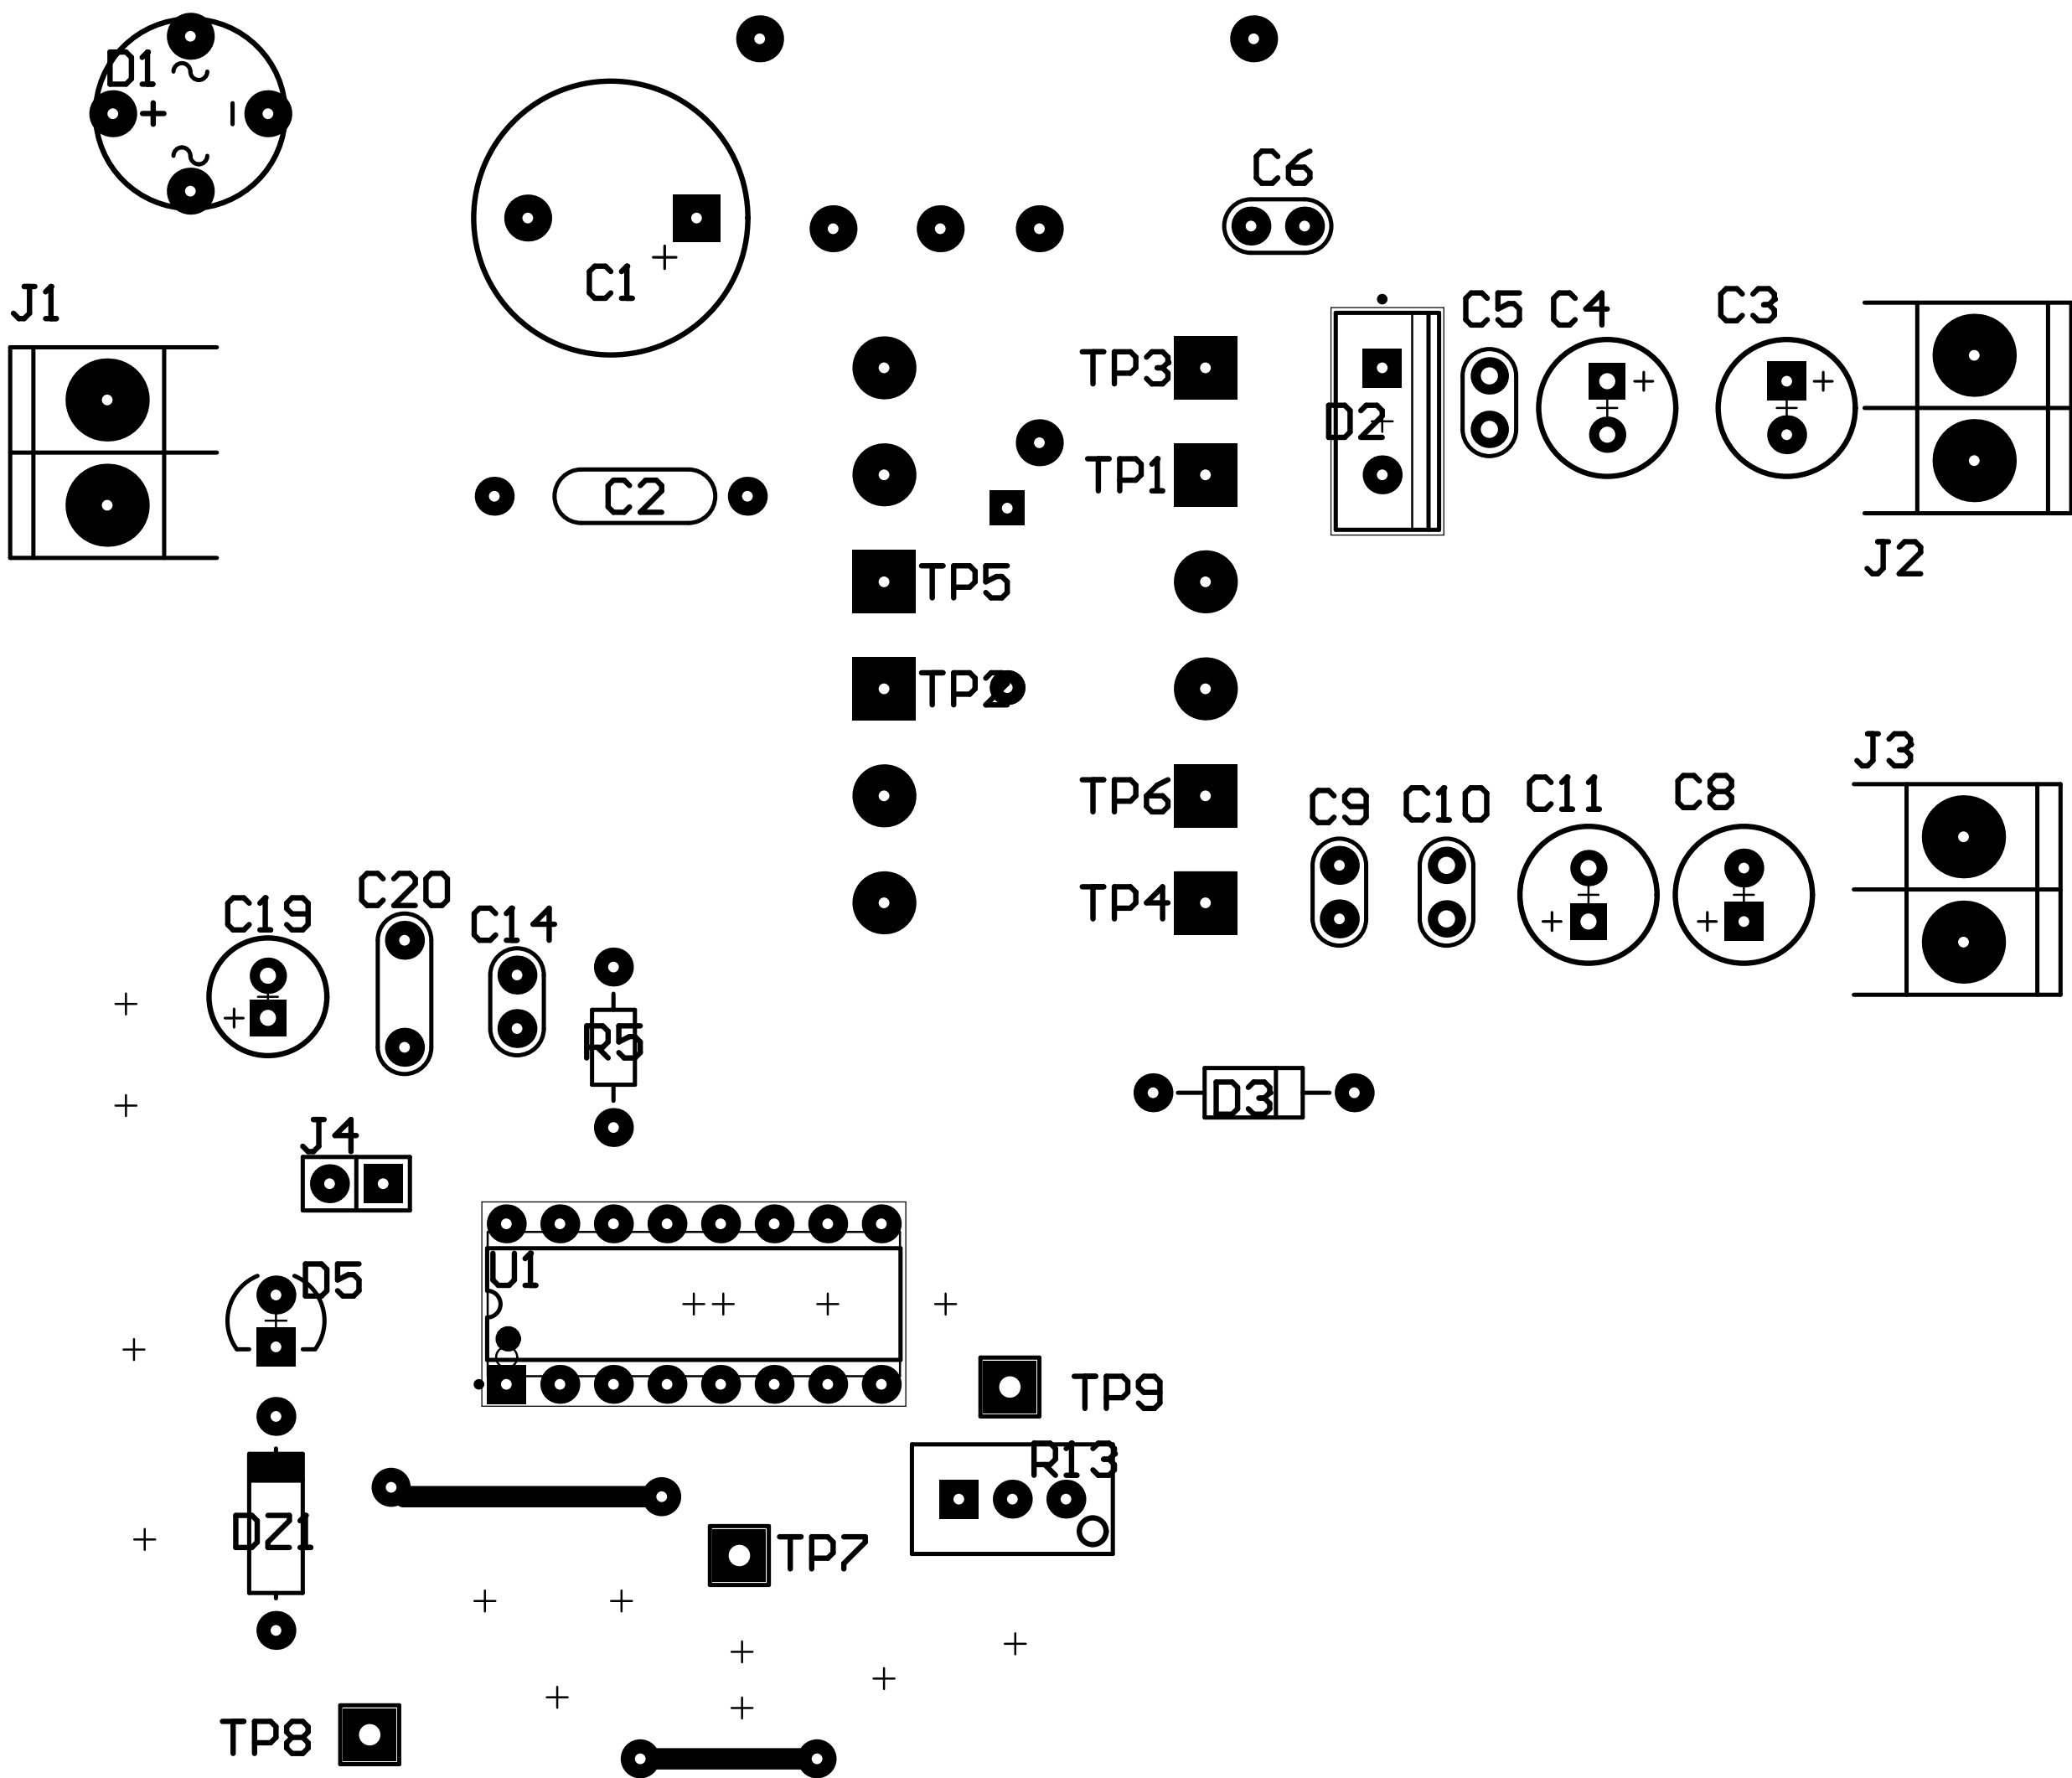 D1
C6
C1
J1
C5 C4 C3
TP3
D2
C2
TP1
J2
TP5
TP2
J3
TP6
C9 C10 C11 C8
C19 C20 C14
TP4
R5
D3
J4
U1
D5
TP9
R13
DZ1
TP7
TP8